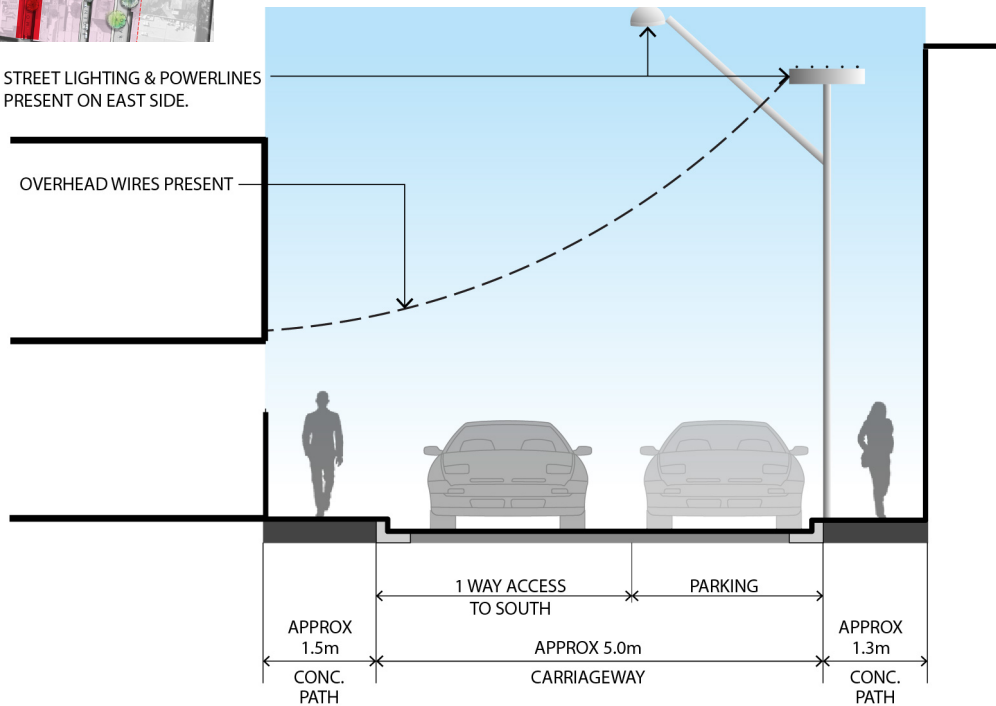 STREET LIGHTING & POWERLINES
PRESENT ON EAST SIDE.
OVERHEAD WIRES PRESENT
1 WAY ACCESS
TO SOUTH
PARKING
APPROX
1.5m
CONC.
PATH
APPROX 5.0m
CARRIAGEWAY
APPROX
1.3m
CONC.
PATH